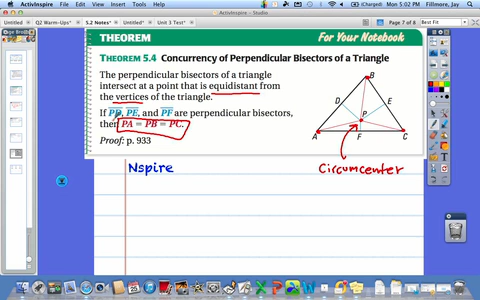 ActivInspire
File Edit View Insert Tools Help
(Charged) Mon 5:02 PM Fillmore, Jay
ActivInspire - Studio
Q2 Warm-Ups* 5.2 Notes* Untitled* Unit 3 Test*
Page 7 of 8 Best Fit
THEOREM For Your Notebook
THEOREM 5.4 Concurrency of Perpendicular Bisectors of a Triangle
The perpendicular bisectors of a triangle
intersect at a point that is equidistant from
the vertices of the triangle.
If PD, PE, and PF are perpendicular bisectors,
then PA = PB = PC.
Proof: p. 933
B
D E
P
A F C
Nspire
Circumcenter